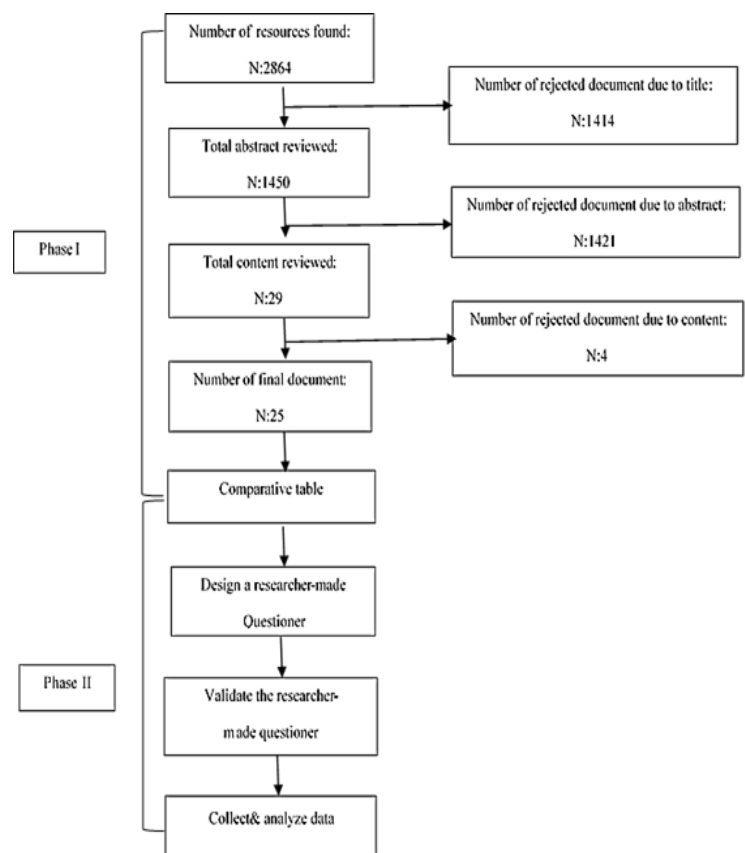 Number of resources found:
N:2864
Number of rejected document due to title:
N:1414
Total abstract reviewed:
N:1450
Number of rejected document due to abstract:
N:1421
Phase I
Total content reviewed:
N:29
Number of rejected document due to content:
N:4
Number of final document:
N:25
Comparative table
Design a researcher-made
Questioner
Phase II
Validate the researcher-
made questioner
Collect& analyze data